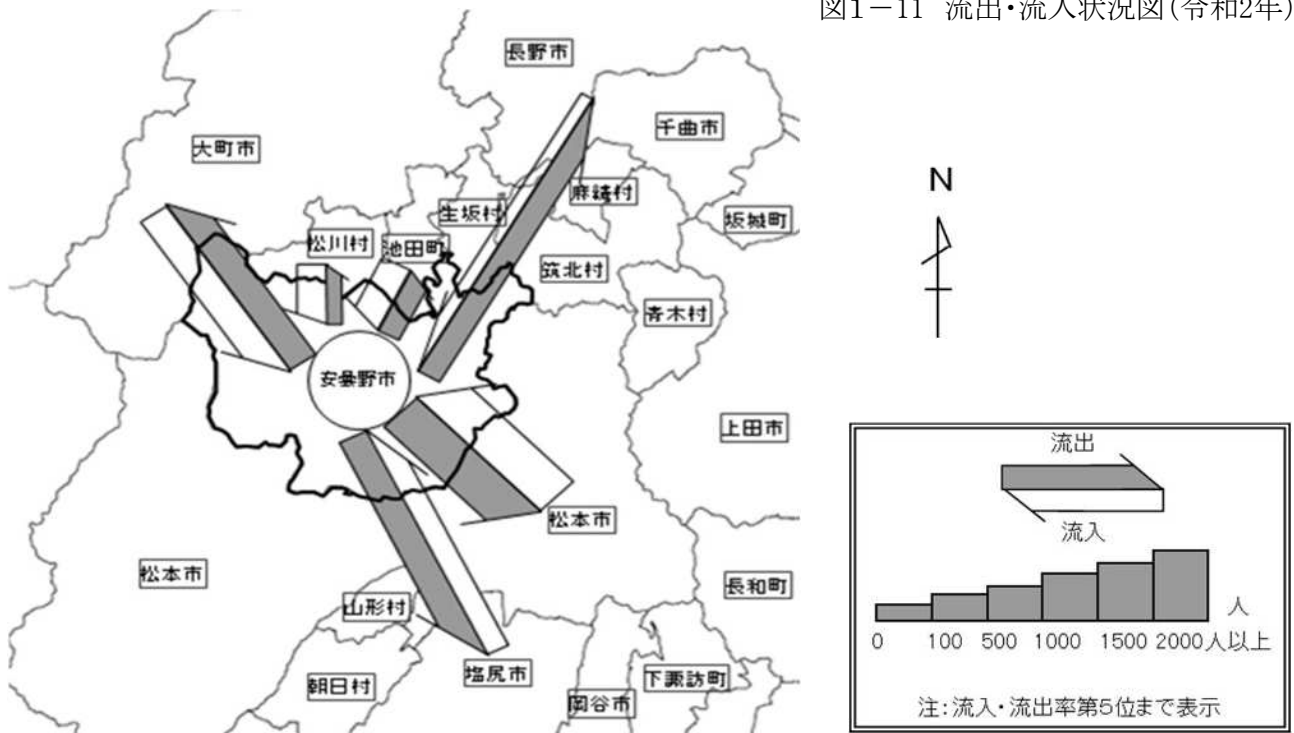 図1-11 流出・流入状況図(令和2年)
長野市
千曲市
大町市
麻績村
生坂村
坂城町
松川村
池田町
筑北村
青木村
安曇野市
上田市
松本市
松本市
長和町
山形村
塩尻市
下諏訪町
朝日村
岡谷市
N
流出
流入
人
0 100 500 1000 1500 2000人以上
注:流入・流出率第5位まで表示